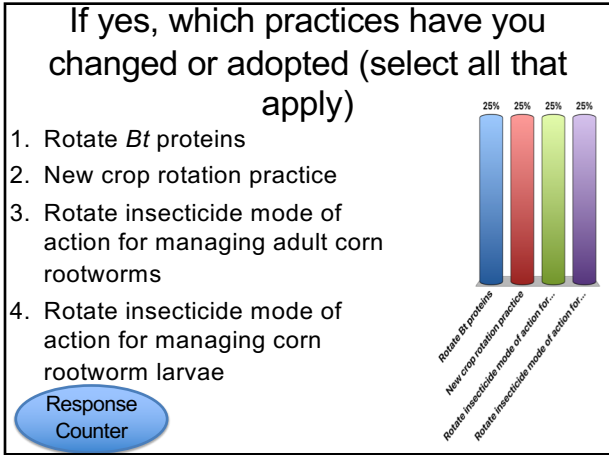 If yes, which practices have you
changed or adopted (select all that
apply)
1. Rotate Bt proteins
2. New crop rotation practice
3. Rotate insecticide mode of
action for managing adult corn
rootworms
4. Rotate insecticide mode of
action for managing corn
rootworm larvae
Response
Counter
25% 25% 25% 25%
Rotate Bt proteins
New crop rotation practice
Rotate insecticide mode of action for...
Rotate insecticide mode of action for...